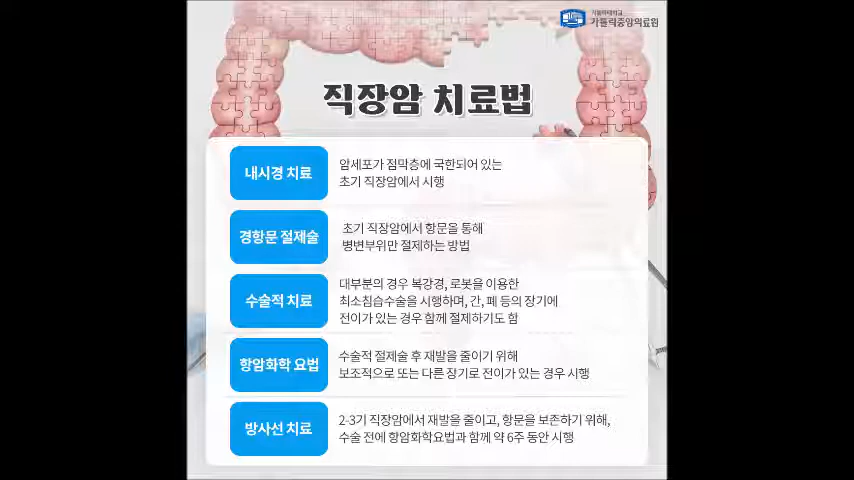 가톨릭대학교
가톨릭중앙의료원
직장암 치료법
내시경 치료
암세포가 점막층에 국한되어 있는
초기 직장암에서 시행
경항문 절제술
초기 직장암에서 항문을 통해
병변부위만 절제하는 방법
수술적 치료
대부분의 경우 복강경, 로봇을 이용한
최소침습수술을 시행하며, 간, 폐 등의 장기에
전이가 있는 경우 함께 절제하기도 함
항암화학 요법
수술적 절제술 후 재발을 줄이기 위해
보조적으로 또는 다른 장기로 전이가 있는 경우 시행
방사선 치료
2-3기 직장암에서 재발을 줄이고, 항문을 보존하기 위해,
수술 전에 항암화학요법과 함께 약 6주 동안 시행